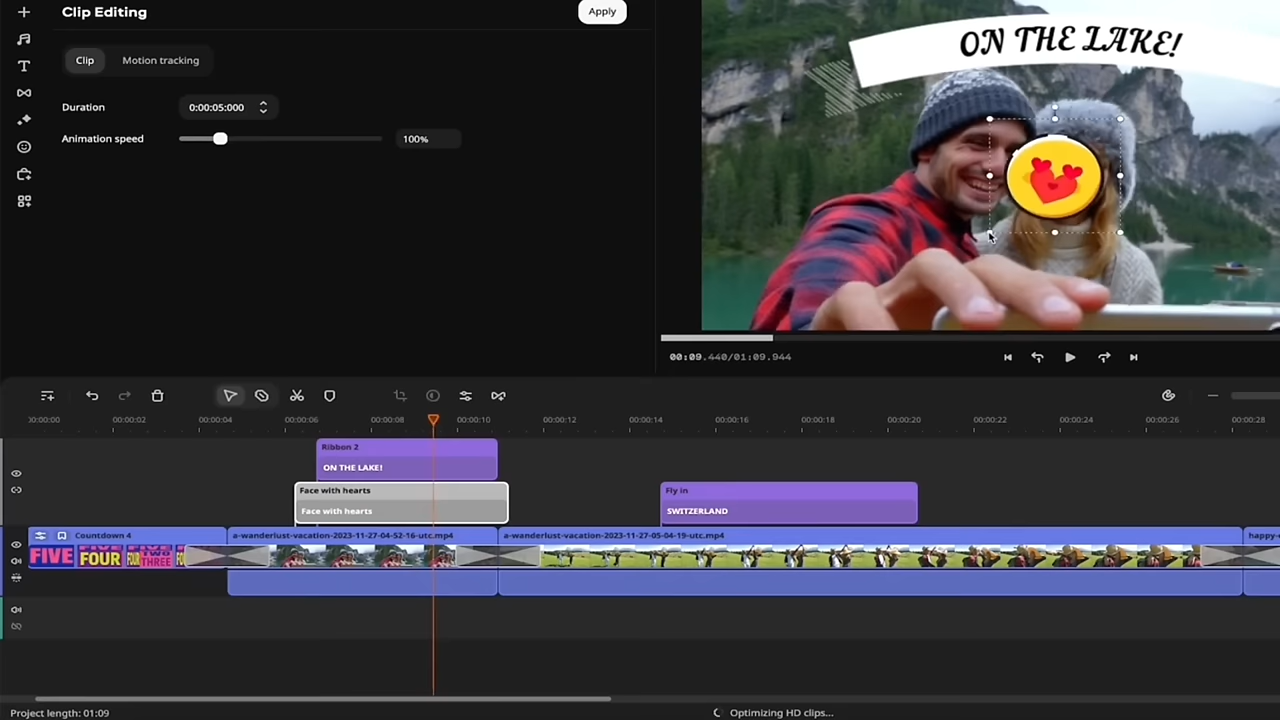 Clip Editing
Apply
ON THE LAKE!
Clip
Motion tracking
Duration
0:00:05:000
Animation speed
100%
00:09.440/01:09.944
00:00:00
00:00:02
00:00:04
00:00:06
00:00:08
00:00:10
00:00:12
00:00:14
00:00:16
00:00:18
00:00:20
00:00:22
00:00:24
00:00:26
00:00:28
Ribbon 2
ON THE LAKE!
Face with hearts
Face with hearts
Fly in
SWITZERLAND
Countdown 4
a-wanderlust-vacation-2023-11-27-04-52-16-utc.mp4
a-wanderlust-vacation-2023-11-27-05-04-19-utc.mp4
happy-
FIVE
FOUR
THREE
Project length: 01:09
Optimizing HD clips...